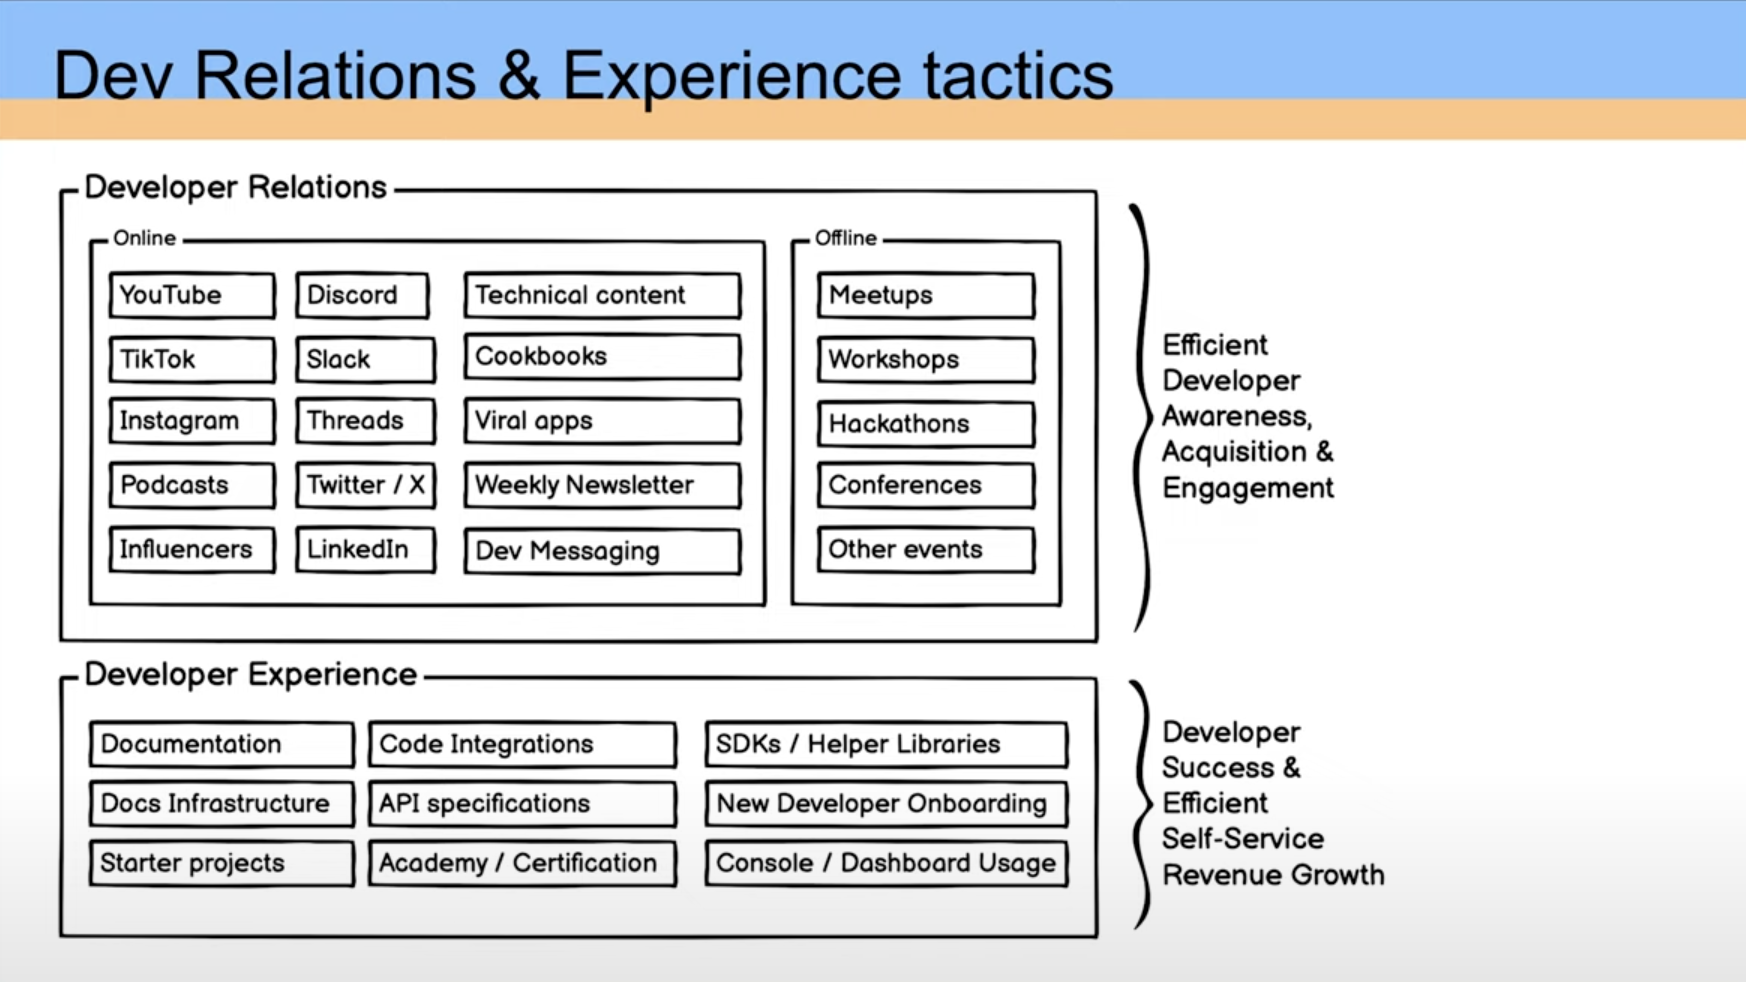 Dev Relations & Experience tactics
Developer Relations
Online
YouTube
TikTok
Instagram
Podcasts
Influencers
Discord
Slack
Threads
Twitter / X
LinkedIn
Technical content
Cookbooks
Viral apps
Weekly Newsletter
Dev Messaging
Offline
Meetups
Workshops
Hackathons
Conferences
Other events
Efficient
Developer
Awareness,
Acquisition &
Engagement
Developer Experience
Documentation
Docs Infrastructure
Starter projects
Code Integrations
API specifications
Academy / Certification
SDKs / Helper Libraries
New Developer Onboarding
Console / Dashboard Usage
Developer
Success &
Efficient
Self-Service
Revenue Growth